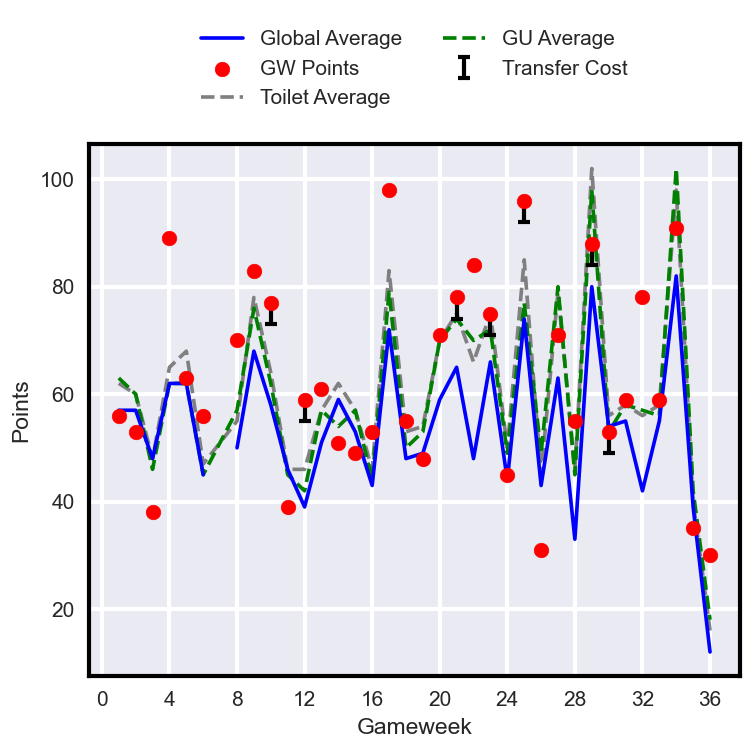 Global Average
GW Points
Toilet Average
GU Average
Transfer Cost
100
80
60
40
20
Points
0 4 8 12 16 20 24 28 32 36
Gameweek